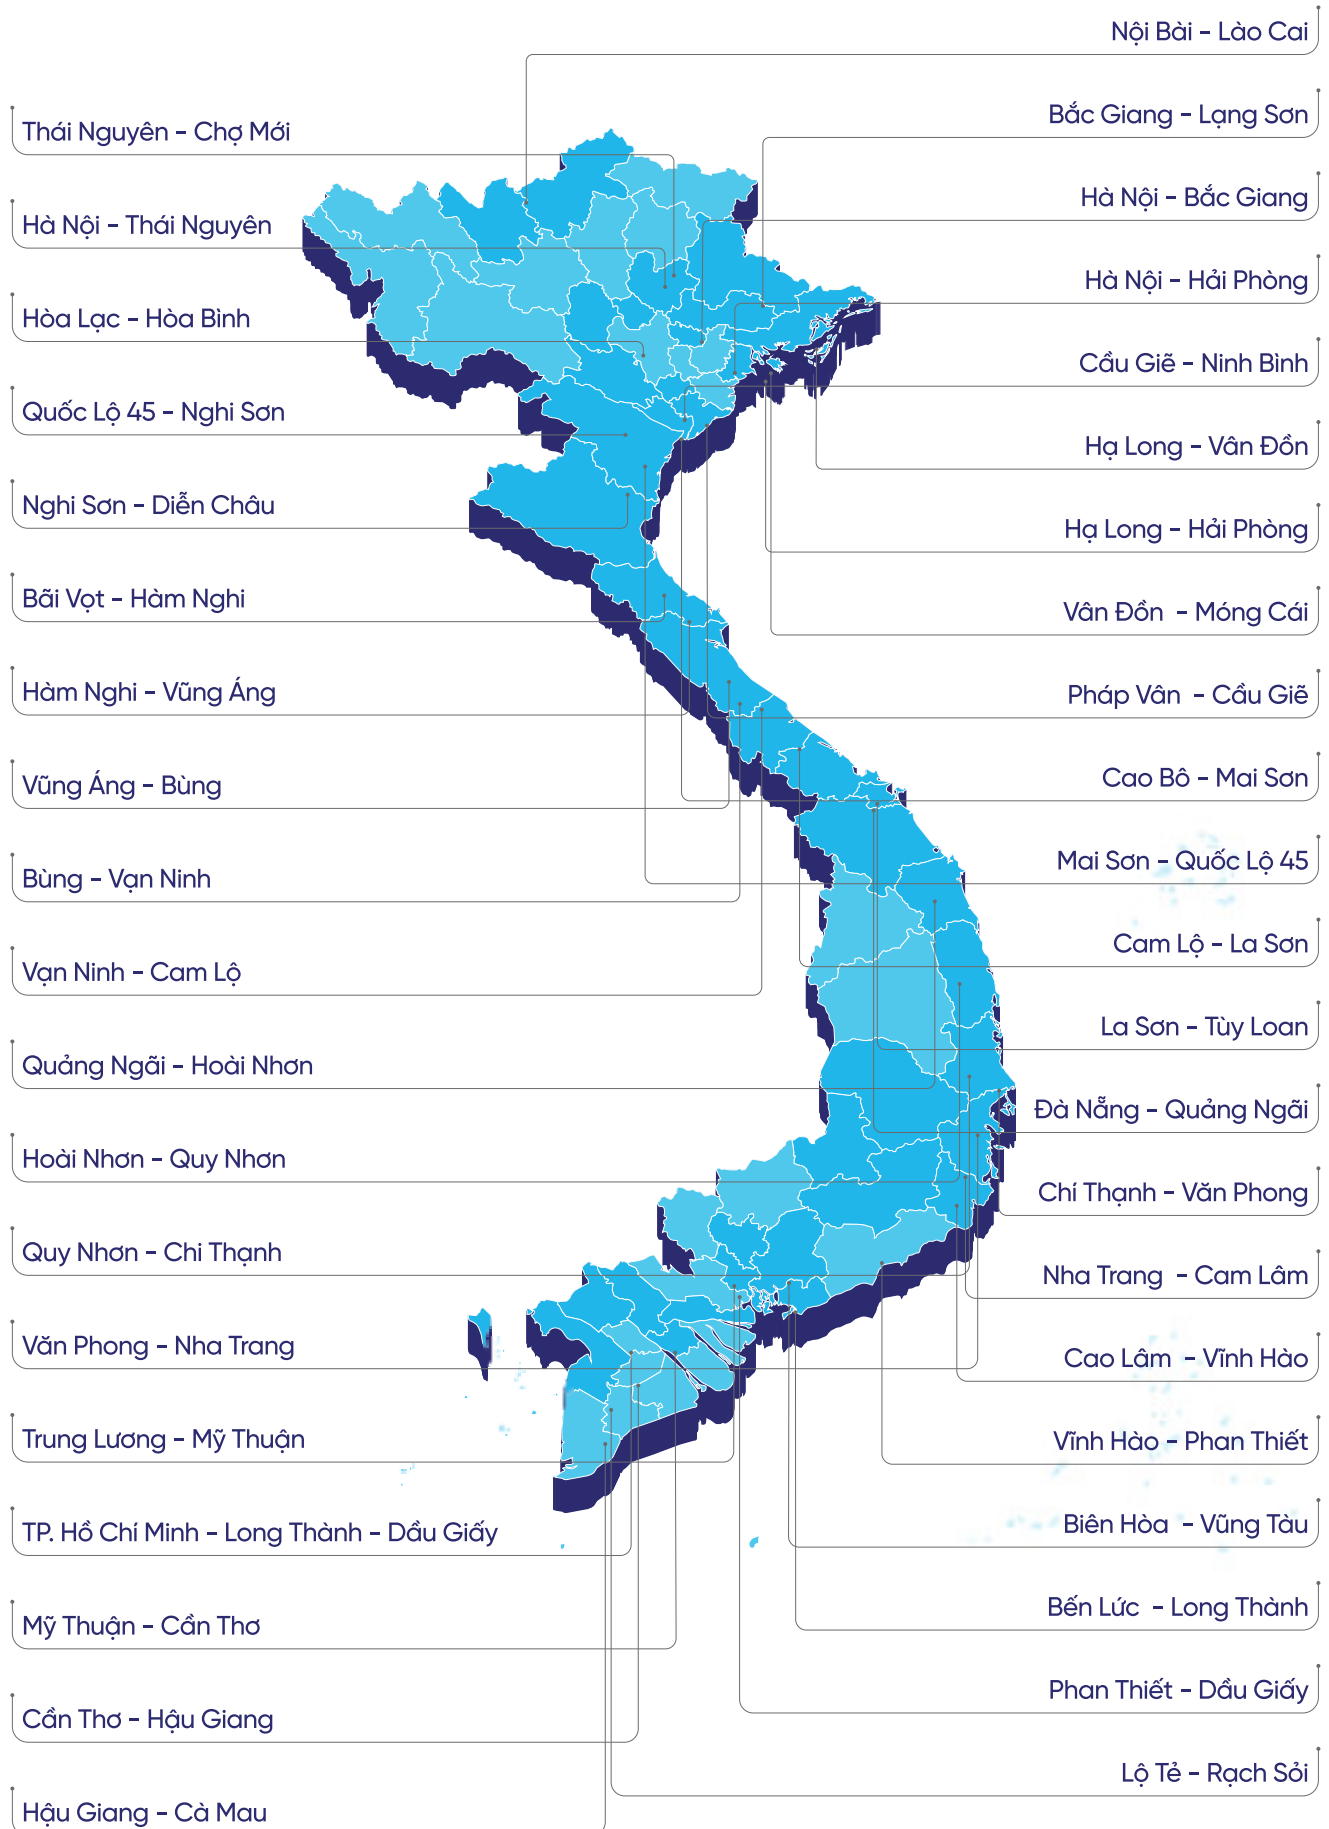 Thái Nguyên - Chợ Mới
Hà Nội - Thái Nguyên
Hòa Lạc - Hòa Bình
Quốc Lộ 45 - Nghi Sơn
Nghi Sơn - Diễn Châu
Bãi Vọt - Hàm Nghi
Hàm Nghi - Vũng Áng
Vũng Áng - Bùng
Bùng - Vạn Ninh
Vạn Ninh - Cam Lộ
Quảng Ngãi - Hoài Nhơn
Hoài Nhơn - Quy Nhơn
Quy Nhơn - Chi Thạnh
Văn Phong - Nha Trang
Trung Lương - Mỹ Thuận
TP. Hồ Chí Minh - Long Thành - Dầu Giấy
Mỹ Thuận - Cần Thơ
Cần Thơ - Hậu Giang
Hậu Giang - Cà Mau
Nội Bài - Lào Cai
Bắc Giang - Lạng Sơn
Hà Nội - Bắc Giang
Hà Nội - Hải Phòng
Cầu Giẽ - Ninh Bình
Hạ Long - Vân Đồn
Hạ Long - Hải Phòng
Vân Đồn - Móng Cái
Pháp Vân - Cầu Giẽ
Cao Bô - Mai Sơn
Mai Sơn - Quốc Lộ 45
Cam Lộ - La Sơn
La Sơn - Tùy Loan
Đà Nẵng - Quảng Ngãi
Chí Thạnh - Văn Phong
Nha Trang - Cam Lâm
Cao Lâm - Vĩnh Hào
Vĩnh Hào - Phan Thiết
Biên Hòa - Vũng Tàu
Bến Lức - Long Thành
Phan Thiết - Dầu Giấy
Lộ Tẻ - Rạch Sỏi